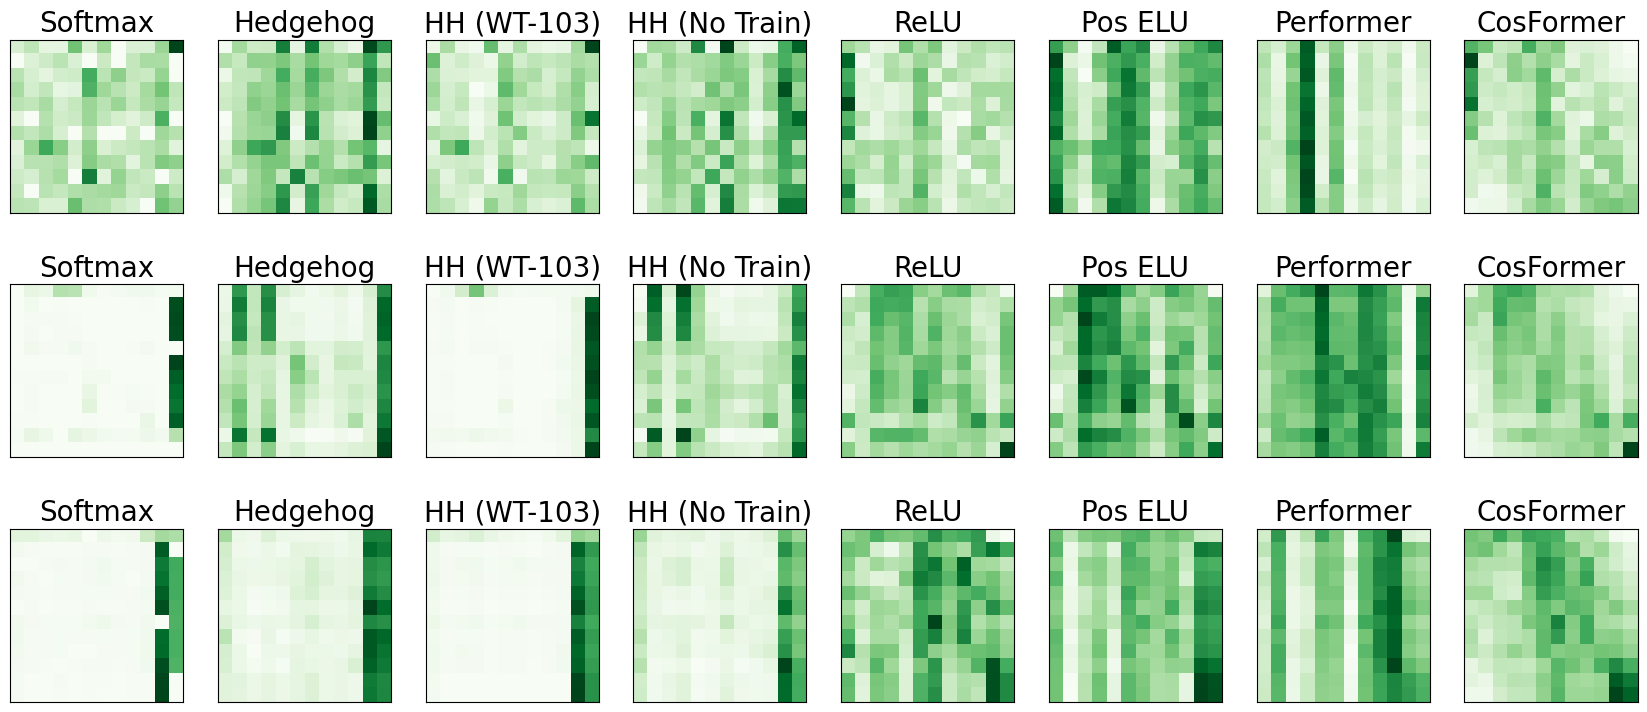 Softmax Hedgehog HH (WT-103) HH (No Train) ReLU Pos ELU Performer CosFormer
Softmax Hedgehog HH (WT-103) HH (No Train) ReLU Pos ELU Performer CosFormer
Softmax Hedgehog HH (WT-103) HH (No Train) ReLU Pos ELU Performer CosFormer